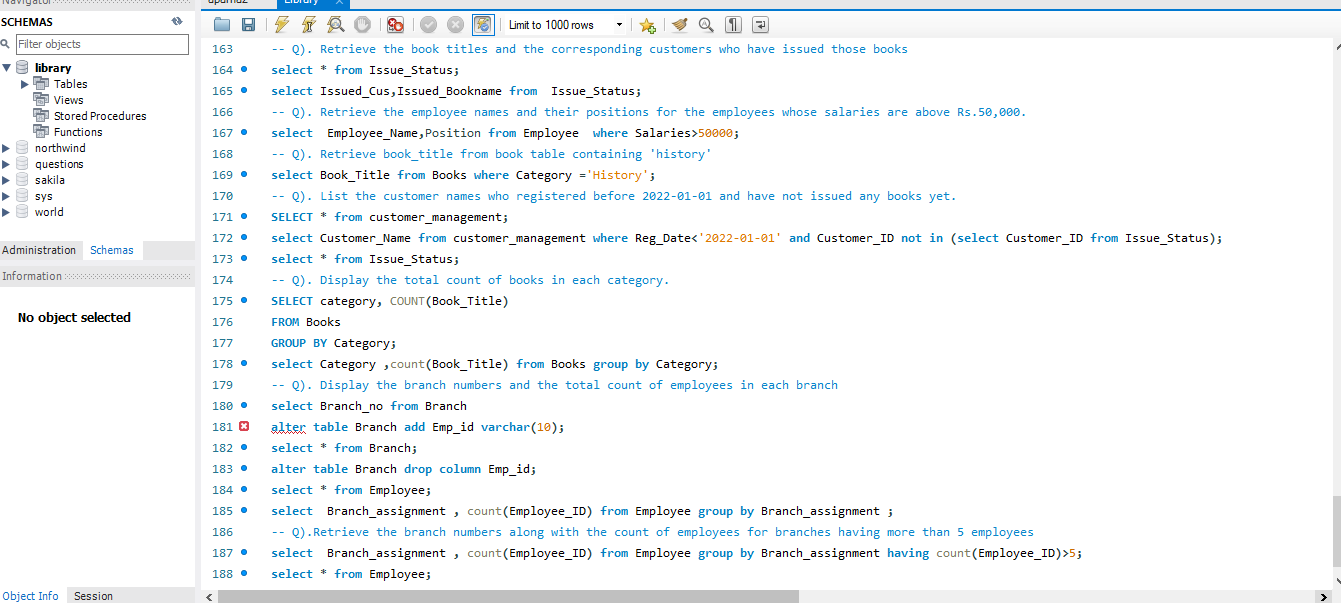 Navigator
Library ×
SCHEMAS
Limit to 1000 rows
Filter objects
library
Tables
Views
Stored Procedures
Functions
northwind
questions
sakila
sys
world
Administration Schemas
Information
No object selected
Object Info Session
163 -- Q). Retrieve the book titles and the corresponding customers who have issued those books
164 select * from Issue_Status;
165 select Issued_Cus,Issued_Bookname from  Issue_Status;
166 -- Q). Retrieve the employee names and their positions for the employees whose salaries are above Rs.50,000.
167 select  Employee_Name,Position from Employee  where Salaries>50000;
168 -- Q). Retrieve book_title from book table containing 'history'
169 select Book_Title from Books where Category ='History';
170 -- Q). List the customer names who registered before 2022-01-01 and have not issued any books yet.
171 SELECT * from customer_management;
172 select Customer_Name from customer_management where Reg_Date<'2022-01-01' and Customer_ID not in (select Customer_ID from Issue_Status);
173 select * from Issue_Status;
174 -- Q). Display the total count of books in each category.
175 SELECT category, COUNT(Book_Title)
176 FROM Books
177 GROUP BY Category;
178 select Category ,count(Book_Title) from Books group by Category;
179 -- Q). Display the branch numbers and the total count of employees in each branch
180 select Branch_no from Branch
181 alter table Branch add Emp_id varchar(10);
182 select * from Branch;
183 alter table Branch drop column Emp_id;
184 select * from Employee;
185 select  Branch_assignment , count(Employee_ID) from Employee group by Branch_assignment ;
186 -- Q).Retrieve the branch numbers along with the count of employees for branches having more than 5 employees
187 select  Branch_assignment , count(Employee_ID) from Employee group by Branch_assignment having count(Employee_ID)>5;
188 select * from Employee;